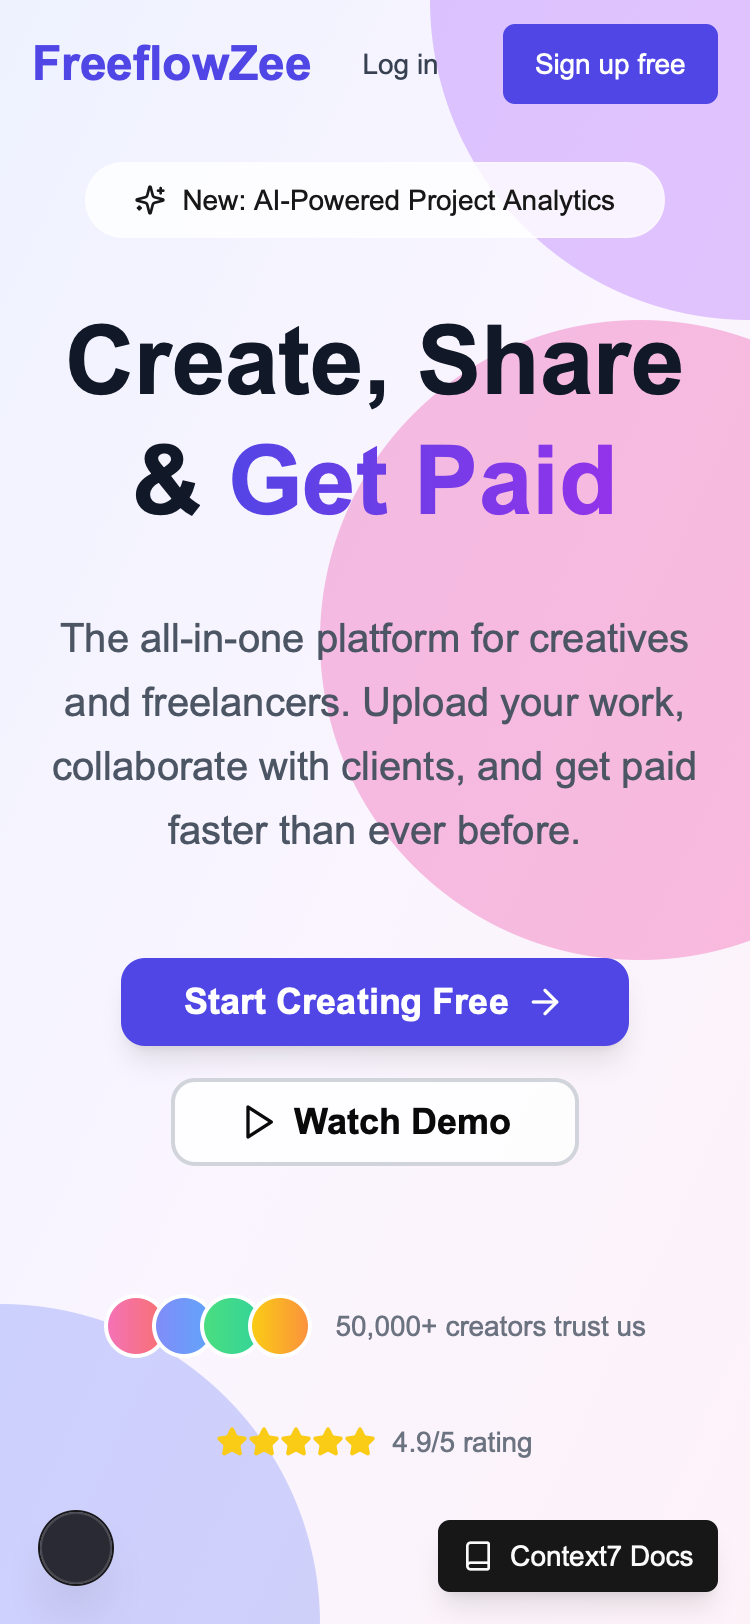 FreeflowZee
Log in
Sign up free
New: AI-Powered Project Analytics
Create, Share
& Get Paid
The all-in-one platform for creatives
and freelancers. Upload your work,
collaborate with clients, and get paid
faster than ever before.
Start Creating Free
Watch Demo
50,000+ creators trust us
4.9/5 rating
Context7 Docs